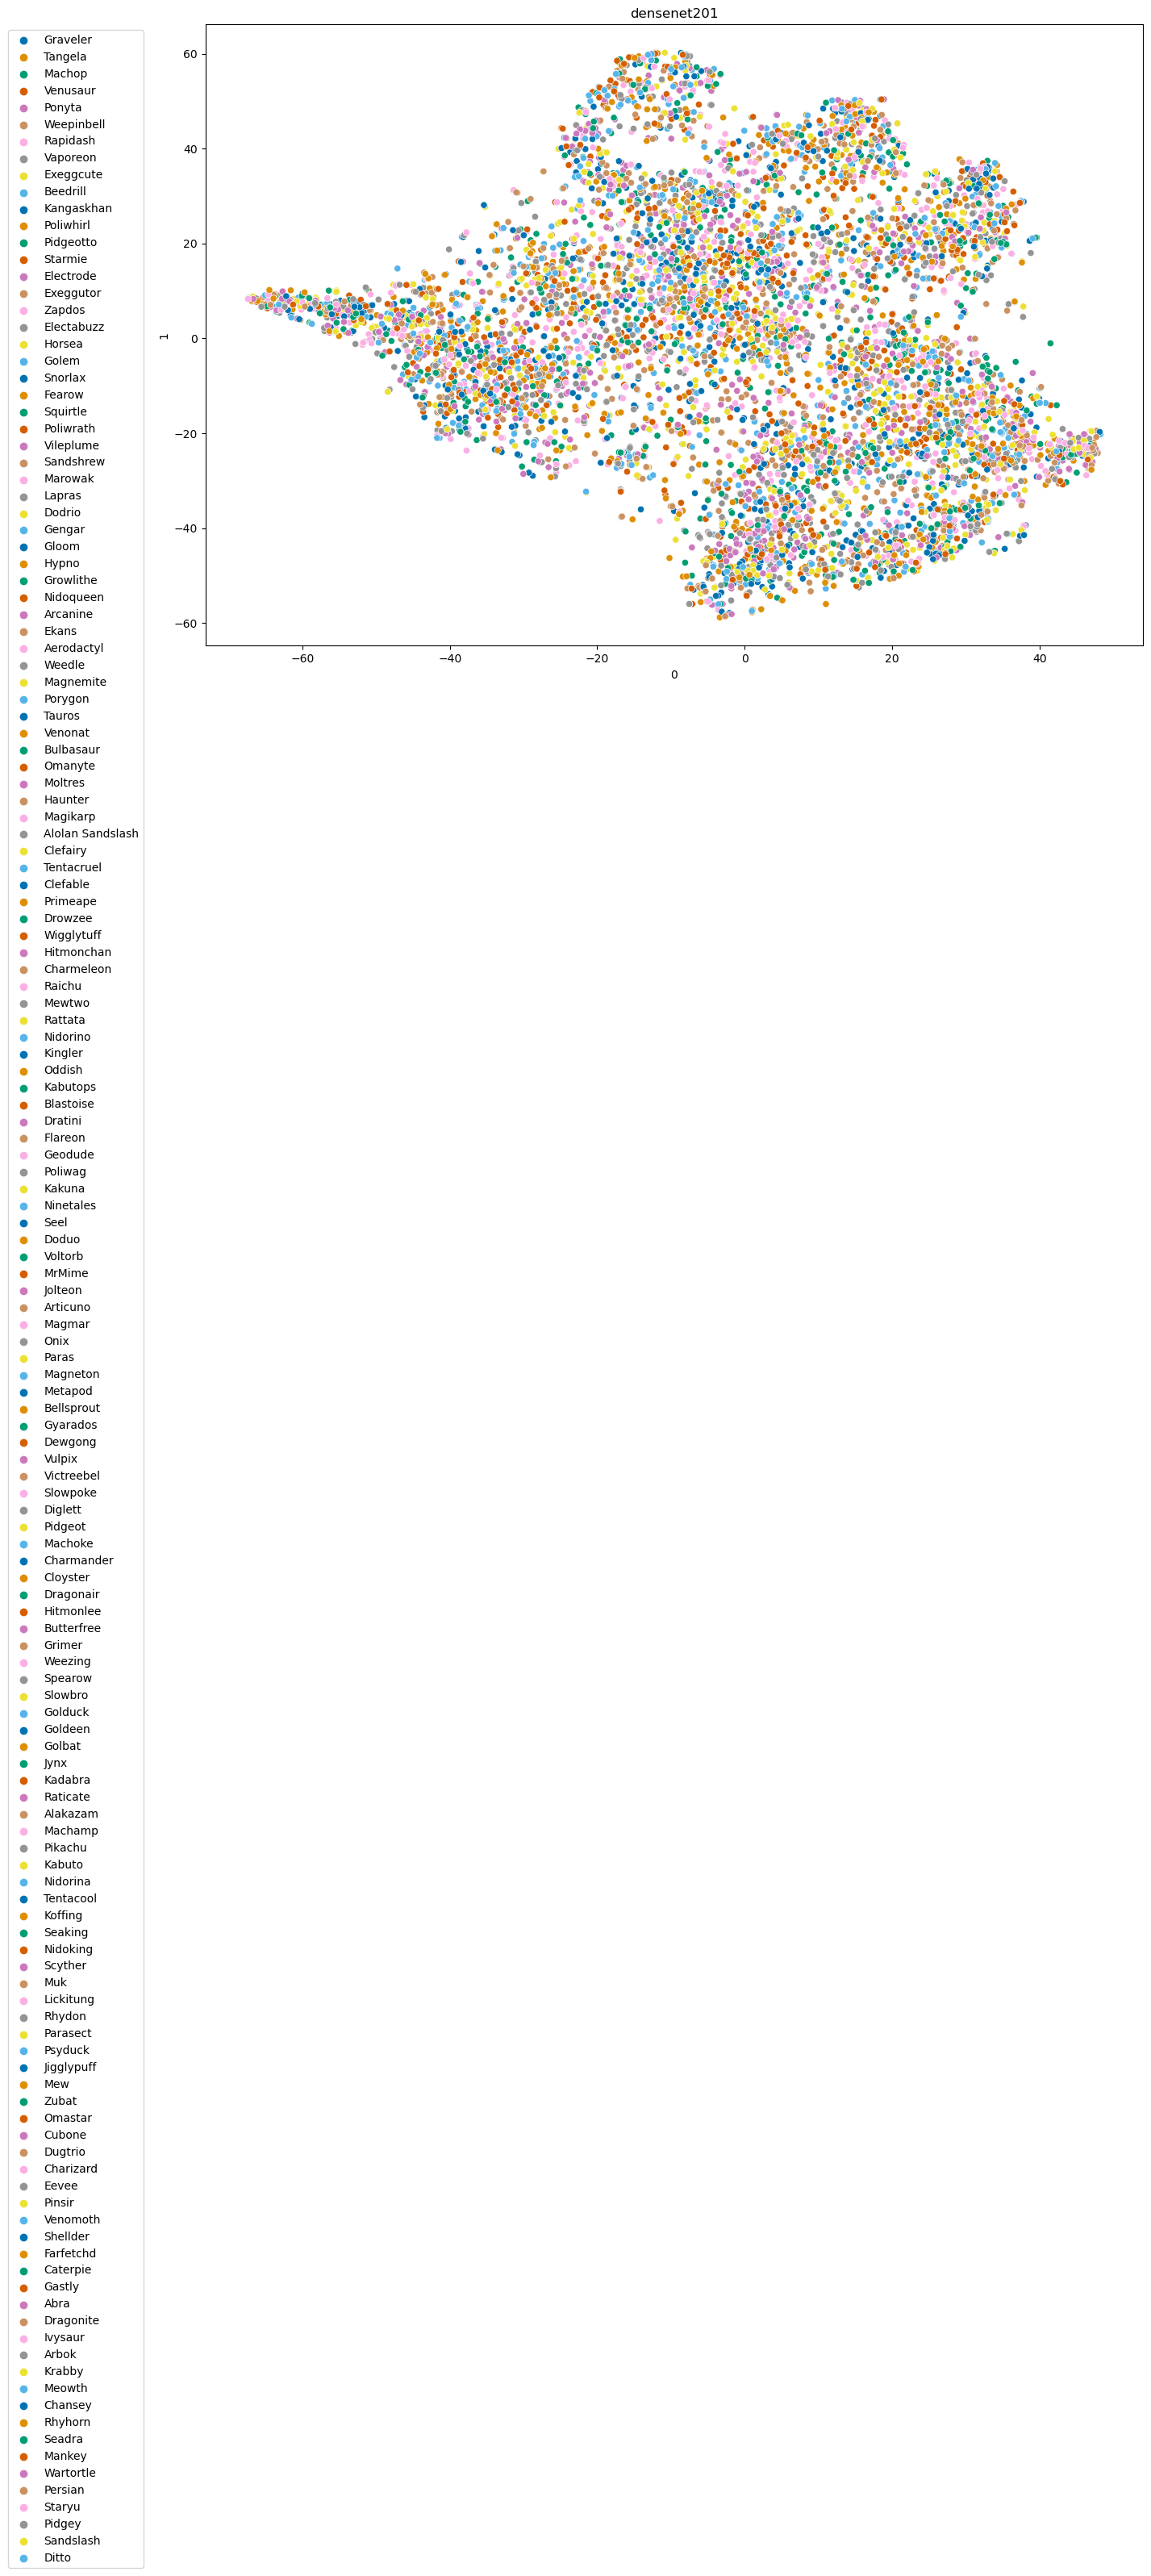 densenet201
Graveler
Tangela
Machop
Venusaur
Ponyta
Weepinbell
Rapidash
Vaporeon
Exeggcute
Beedrill
Kangaskhan
Poliwhirl
Pidgeotto
Starmie
Electrode
Exeggutor
Zapdos
Electabuzz
Horsea
Golem
Snorlax
Fearow
Squirtle
Poliwrath
Vileplume
Sandshrew
Marowak
Lapras
Dodrio
Gengar
Gloom
Hypno
Growlithe
Nidoqueen
Arcanine
Ekans
Aerodactyl
Weedle
Magnemite
Porygon
Tauros
Venonat
Bulbasaur
Omanyte
Moltres
Haunter
Magikarp
Alolan Sandslash
Clefairy
Tentacruel
Clefable
Primeape
Drowzee
Wigglytuff
Hitmonchan
Charmeleon
Raichu
Mewtwo
Rattata
Nidorino
Kingler
Oddish
Kabutops
Blastoise
Dratini
Flareon
Geodude
Poliwag
Kakuna
Ninetales
Seel
Doduo
Voltorb
MrMime
Jolteon
Articuno
Magmar
Onix
Paras
Magneton
Metapod
Bellsprout
Gyarados
Dewgong
Vulpix
Victreebel
Slowpoke
Diglett
Pidgeot
Machoke
Charmander
Cloyster
Dragonair
Hitmonlee
Butterfree
Grimer
Weezing
Spearow
Slowbro
Golduck
Goldeen
Golbat
Jynx
Kadabra
Raticate
Alakazam
Machamp
Pikachu
Kabuto
Nidorina
Tentacool
Koffing
Seaking
Nidoking
Scyther
Muk
Lickitung
Rhydon
Parasect
Psyduck
Jigglypuff
Mew
Zubat
Omastar
Cubone
Dugtrio
Charizard
Eevee
Pinsir
Venomoth
Shellder
Farfetchd
Caterpie
Gastly
Abra
Dragonite
Ivysaur
Arbok
Krabby
Meowth
Chansey
Rhyhorn
Seadra
Mankey
Wartortle
Persian
Staryu
Pidgey
Sandslash
Ditto
60
40
20
0
−20
−40
−60
1
−60 −40 −20 0 20 40
0